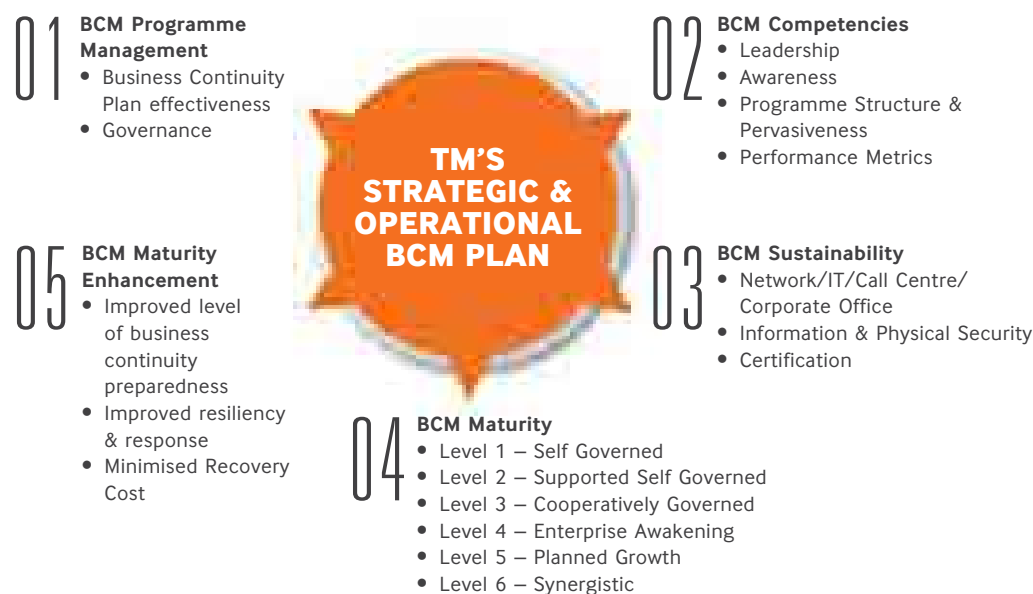 01
BCM Programme
Management
• Business Continuity
Plan effectiveness
• Governance
02
BCM Competencies
• Leadership
• Awareness
• Programme Structure &
Pervasiveness
• Performance Metrics
TM'S
STRATEGIC &
OPERATIONAL
BCM PLAN
03
BCM Sustainability
• Network/IT/Call Centre/
Corporate Office
• Information & Physical Security
• Certification
04
BCM Maturity
• Level 1 – Self Governed
• Level 2 – Supported Self Governed
• Level 3 – Cooperatively Governed
• Level 4 – Enterprise Awakening
• Level 5 – Planned Growth
• Level 6 – Synergistic
05
BCM Maturity
Enhancement
• Improved level
of business
continuity
preparedness
• Improved resiliency
& response
• Minimised Recovery
Cost